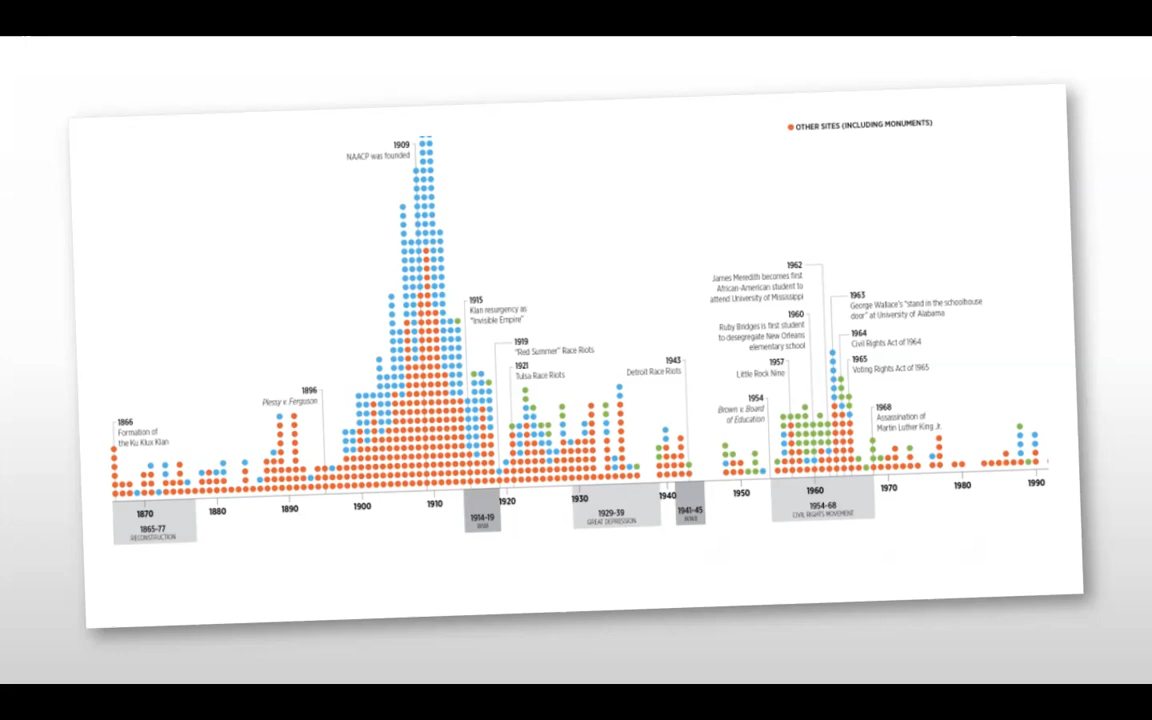 OTHER SITES (INCLUDING MONUMENTS)
1909
NAACP was founded
1962
James Meredith becomes first
African-American student to
attend University of Mississippi
1915
Klan resurgency as
"Invisible Empire"
1963
George Wallace's "stand in the schoolhouse
door" at University of Alabama
1960
Ruby Bridges is first student
to desegregate New Orleans
elementary school
1964
Civil Rights Act of 1964
1919
"Red Summer" Race Riots
1921
Tulsa Race Riots
1943
Detroit Race Riots
1957
Little Rock Nine
1965
Voting Rights Act of 1965
1896
Plessy v. Ferguson
1954
Brown v. Board
of Education
1968
Assassination of
Martin Luther King Jr.
1866
Formation of
the Ku Klux Klan
1870 1880 1890 1900 1910 1920 1930 1940 1950 1960 1970 1980 1990
1865-77
RECONSTRUCTION
1914-19
WWI
1929-39
GREAT DEPRESSION
1941-45
WWII
1954-68
CIVIL RIGHTS MOVEMENT